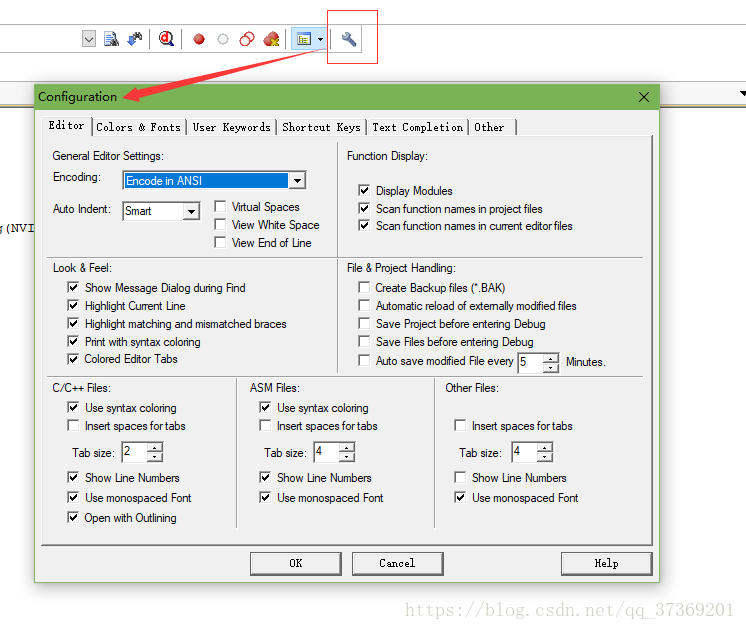 Configuration
Editor Colors & Fonts User Keywords Shortcut Keys Text Completion Other
General Editor Settings:
Encoding: Encode in ANSI
Auto Indent: Smart
Virtual Spaces
View White Space
View End of Line
Function Display:
Display Modules
Scan function names in project files
Scan function names in current editor files
g(NVI
Look & Feel:
Show Message Dialog during Find
Highlight Current Line
Highlight matching and mismatched braces
Print with syntax coloring
Colored Editor Tabs
File & Project Handling:
Create Backup files (*.BAK)
Automatic reload of externally modified files
Save Project before entering Debug
Save Files before entering Debug
Auto save modified File every 5 Minutes.
C/C++ Files:
Use syntax coloring
Insert spaces for tabs
Tab size: 2
Show Line Numbers
Use monospaced Font
Open with Outlining
ASM Files:
Use syntax coloring
Insert spaces for tabs
Tab size: 4
Show Line Numbers
Use monospaced Font
Other Files:
Insert spaces for tabs
Tab size: 4
Show Line Numbers
Use monospaced Font
OK Cancel Help
https://blog.csdn.net/qq_37369201